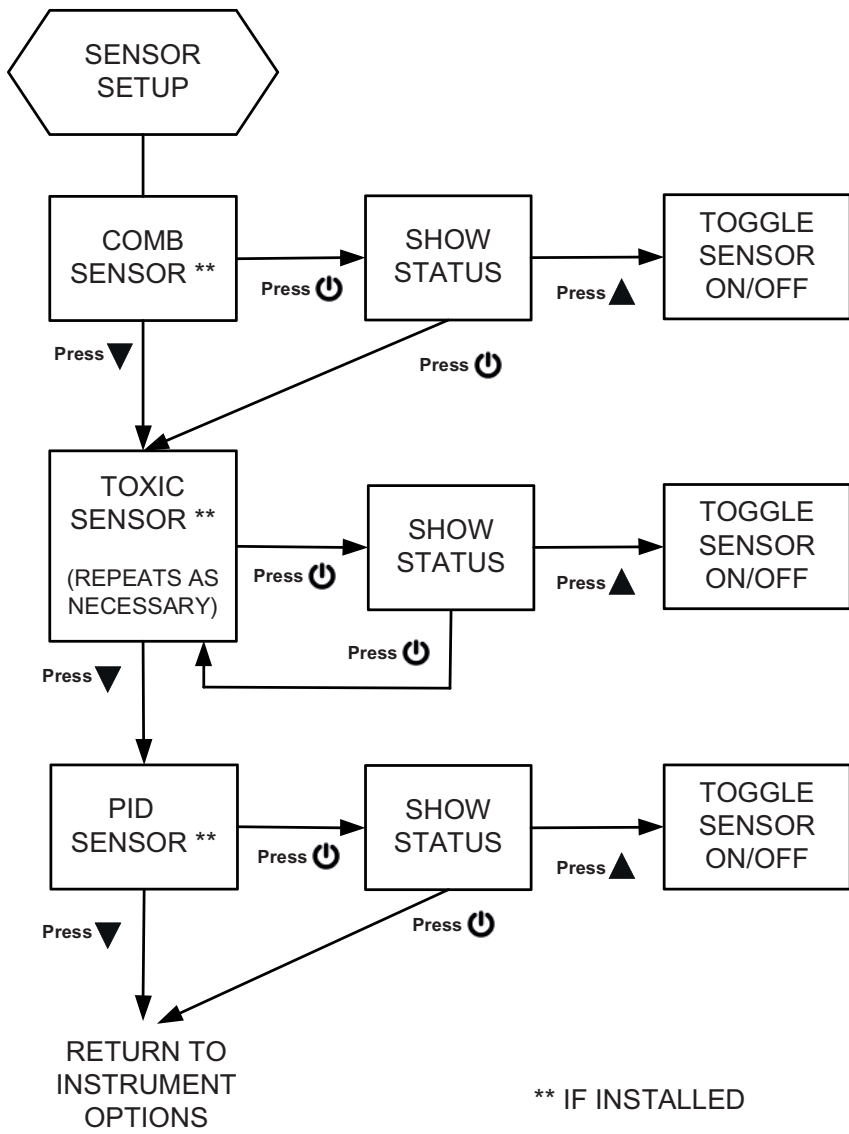 SENSOR
SETUP
COMB
SENSOR **
Press
SHOW
STATUS
Press
TOGGLE
SENSOR
ON/OFF
Press
Press
TOXIC
SENSOR **
(REPEATS AS
NECESSARY)
Press
SHOW
STATUS
Press
TOGGLE
SENSOR
ON/OFF
Press
Press
PID
SENSOR **
Press
SHOW
STATUS
Press
TOGGLE
SENSOR
ON/OFF
Press
Press
RETURN TO
INSTRUMENT
OPTIONS
** IF INSTALLED